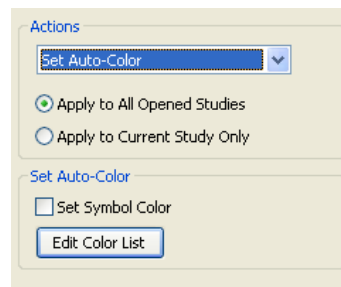 Actions
Set Auto-Color
Apply to All Opened Studies
Apply to Current Study Only
Set Auto-Color
Set Symbol Color
Edit Color List